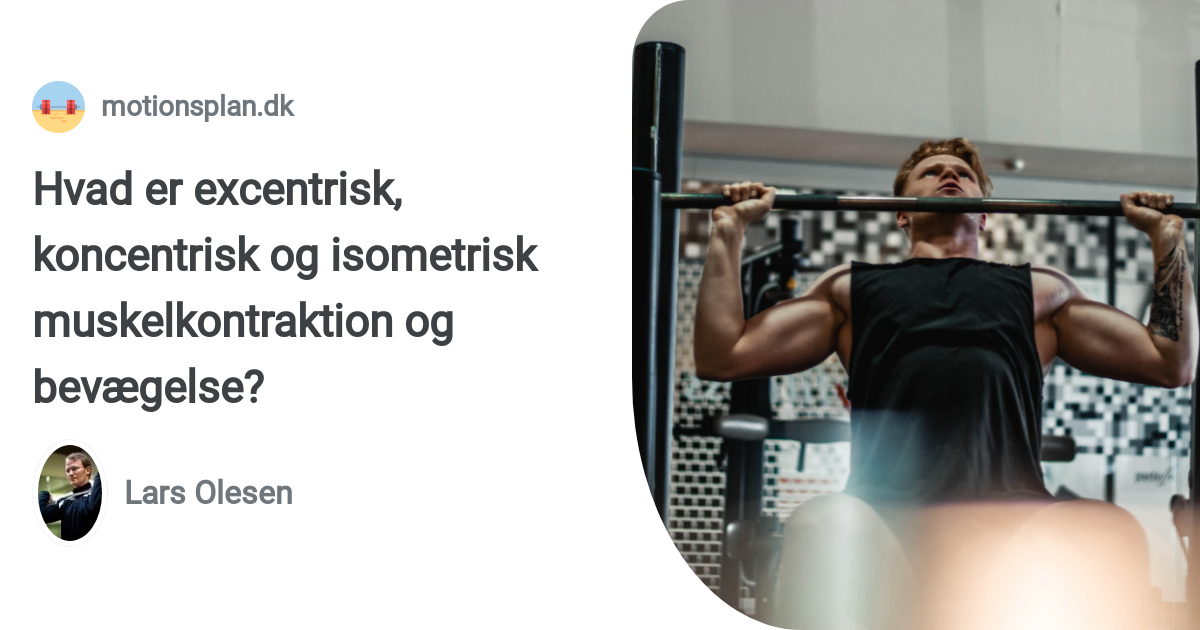 motionsplan.dk
Hvad er excentrisk,
koncentrisk og isometrisk
muskelkontraktion og
bevægelse?
Lars Olesen